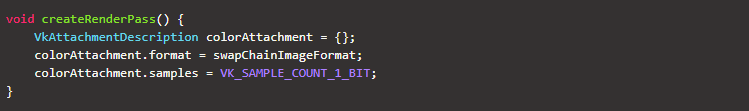 void createRenderPass() {
    VkAttachmentDescription colorAttachment = {};
    colorAttachment.format = swapChainImageFormat;
    colorAttachment.samples = VK_SAMPLE_COUNT_1_BIT;
}